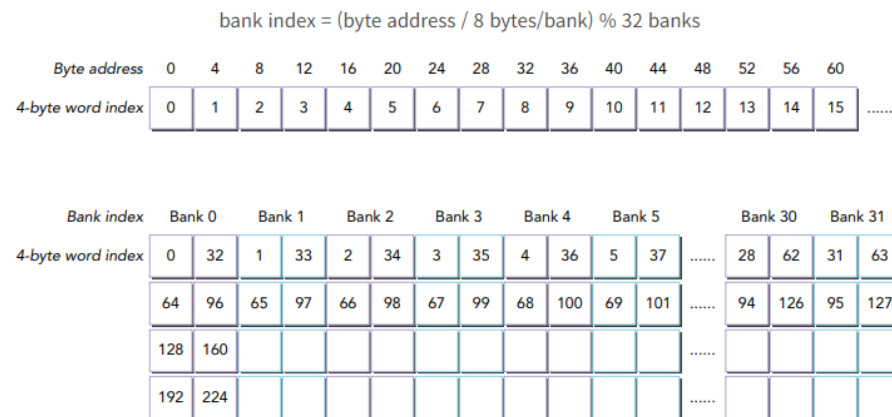 bank index = (byte address / 8 bytes/bank) % 32 banks
Byte address 0 4 8 12 16 20 24 28 32 36 40 44 48 52 56 60
4-byte word index 0 1 2 3 4 5 6 7 8 9 10 11 12 13 14 15 ......
Bank index Bank 0 Bank 1 Bank 2 Bank 3 Bank 4 Bank 5 Bank 30 Bank 31
4-byte word index 0 32 1 33 2 34 3 35 4 36 5 37 ...... 28 62 31 63
64 96 65 97 66 98 67 99 68 100 69 101 ...... 94 126 95 127
128 160 ......
192 224 ......